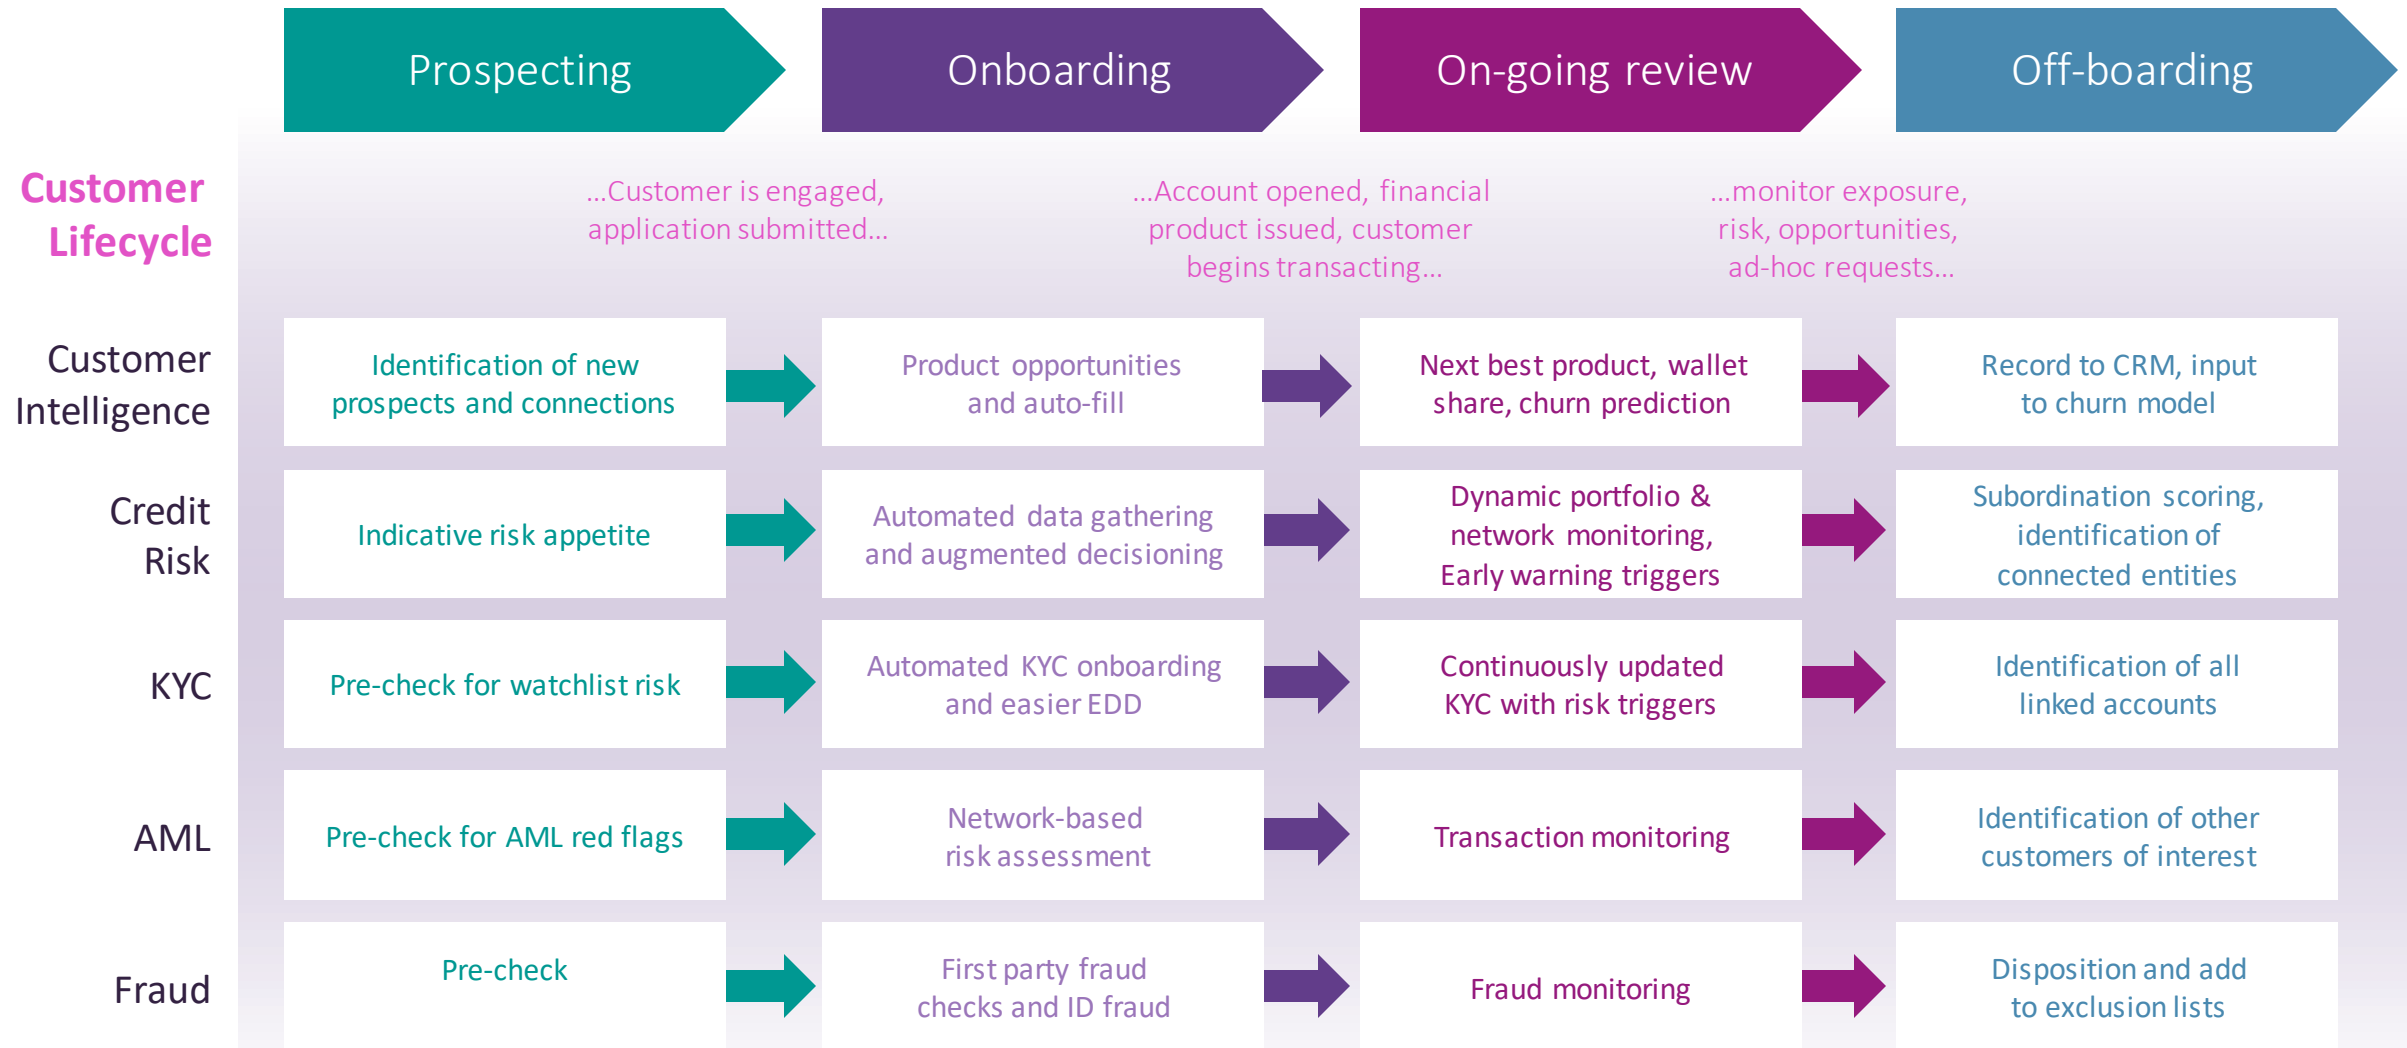 Prospecting
Onboarding
On-going review
Off-boarding
Customer
Lifecycle
...Customer is engaged,
application submitted...
...Account opened, financial
product issued, customer
begins transacting...
...monitor exposure,
risk, opportunities,
ad-hoc requests...
Customer
Intelligence
Identification of new
prospects and connections
Product opportunities
and auto-fill
Next best product, wallet
share, churn prediction
Record to CRM, input
to churn model
Credit
Risk
Indicative risk appetite
Automated data gathering
and augmented decisioning
Dynamic portfolio &
network monitoring,
Early warning triggers
Subordination scoring,
identification of
connected entities
KYC
Pre-check for watchlist risk
Automated KYC onboarding
and easier EDD
Continuously updated
KYC with risk triggers
Identification of all
linked accounts
AML
Pre-check for AML red flags
Network-based
risk assessment
Transaction monitoring
Identification of other
customers of interest
Fraud
Pre-check
First party fraud
checks and ID fraud
Fraud monitoring
Disposition and add
to exclusion lists